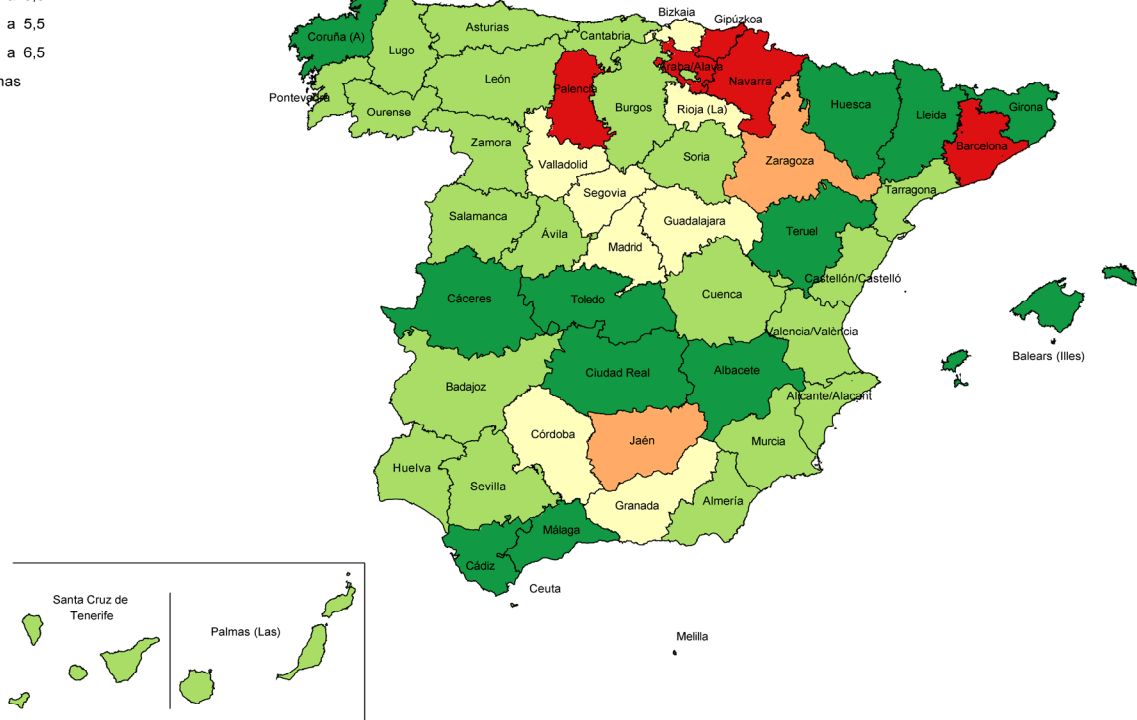 a 5,5
a 6,5
Bizkaia
Gipúzkoa
Asturias
Coruña (A)
Cantabria
Lugo
Araba/Alava
Navarra
León
Palencia
Pontevedra
Burgos
Rioja (La)
Huesca
Girona
Lleida
Ourense
Zamora
Barcelona
Soria
Zaragoza
Valladolid
Segovia
Tarragona
Salamanca
Guadalajara
Ávila
Teruel
Madrid
Castellón/Castelló
Cáceres
Toledo
Cuenca
Valencia/València
Balears (Illes)
Ciudad Real
Albacete
Badajoz
Alicante/Alacant
Córdoba
Jaén
Murcia
Huelva
Sevilla
Almería
Granada
Málaga
Cádiz
Ceuta
Santa Cruz de
Tenerife
Palmas (Las)
Melilla